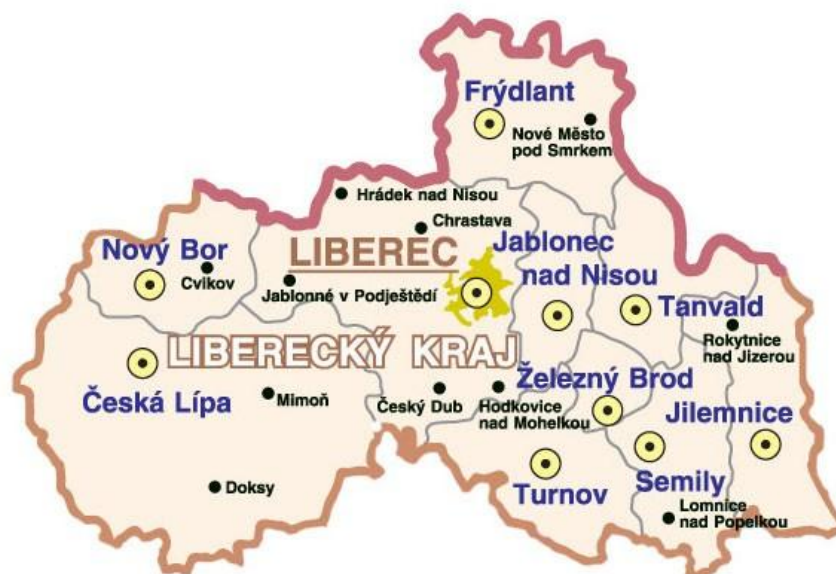 Frýdlant
Nové Město
pod Smrkem
Hrádek nad Nisou
Chrastava
Nový Bor
LIBEREC
Jablonec
nad Nisou
Cvikov
Jablonné v Podještědí
Tanvald
Rokytnice
nad Jizerou
LIBERECKÝ KRAJ
Železný Brod
Česká Lípa
Mimoň
Český Dub
Hodkovice
nad Mohelkou
Jilemnice
Doksy
Turnov
Semily
Lomnice
nad Popelkou